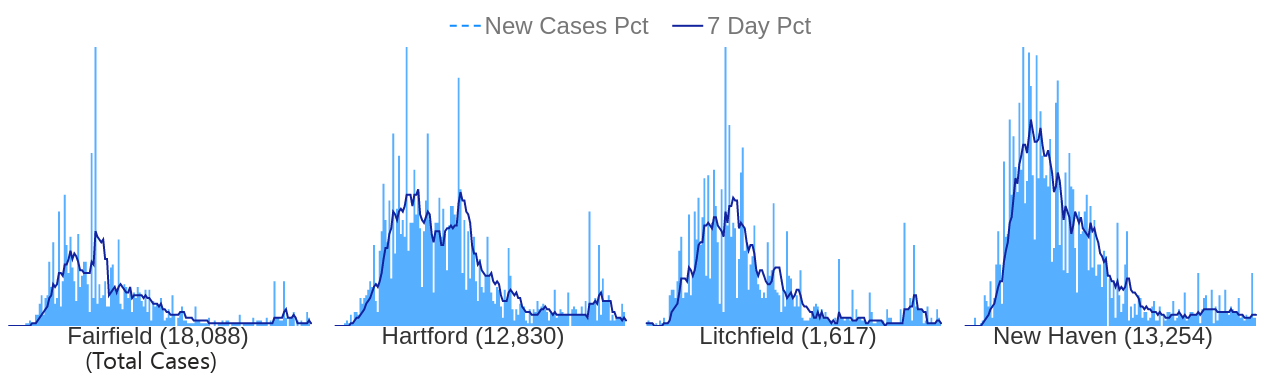 New Cases Pct 7 Day Pct
Fairfield (18,088) Hartford (12,830) Litchfield (1,617) New Haven (13,254)
(Total Cases)